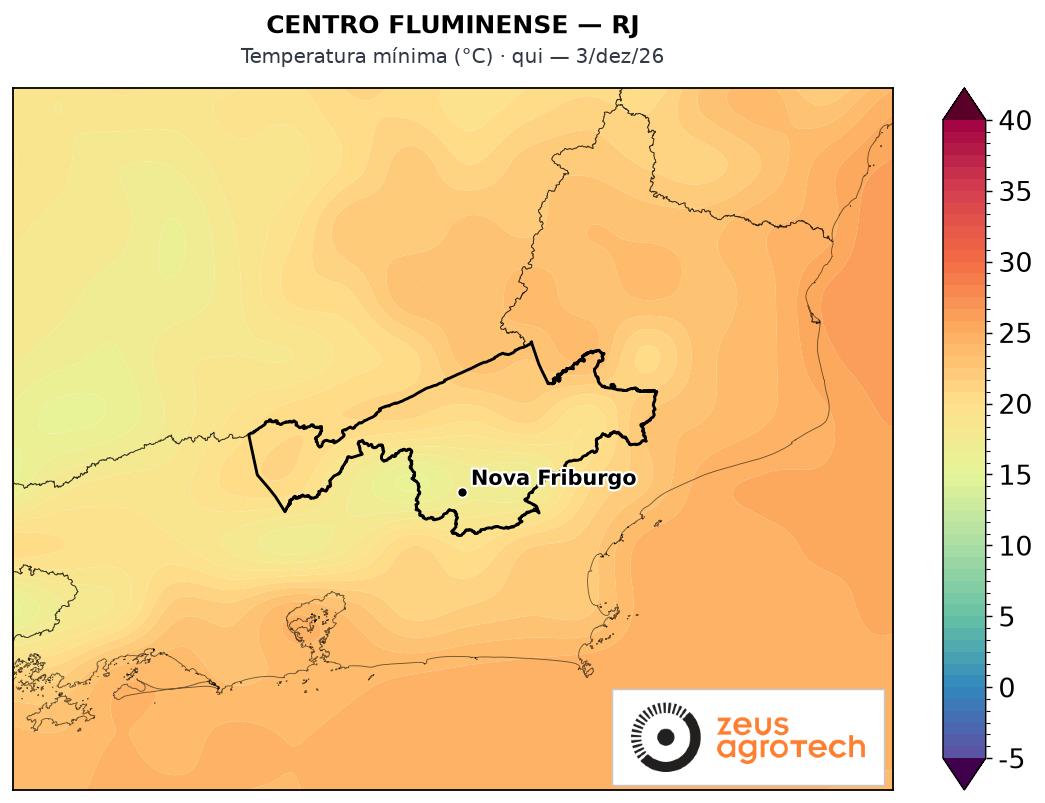 CENTRO FLUMINENSE — RJ
Temperatura mínima (°C) · qui — 3/dez/26
40
35
30
25
20
15
10
5
0
-5
Nova Friburgo
zeus
agrotech